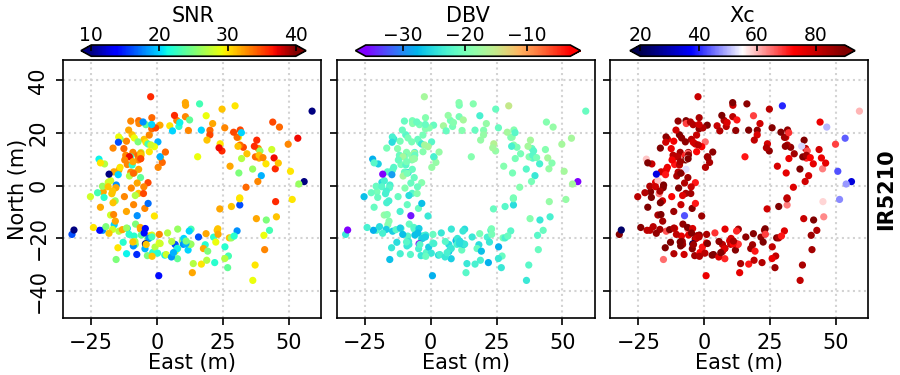 SNR DBV Xc
10 20 30 40 −30 −20 −10 20 40 60 80
40
20
0
−20
−40
North (m)
−25 0 25 50 −25 0 25 50 −25 0 25 50
East (m) East (m) East (m)
IR5210